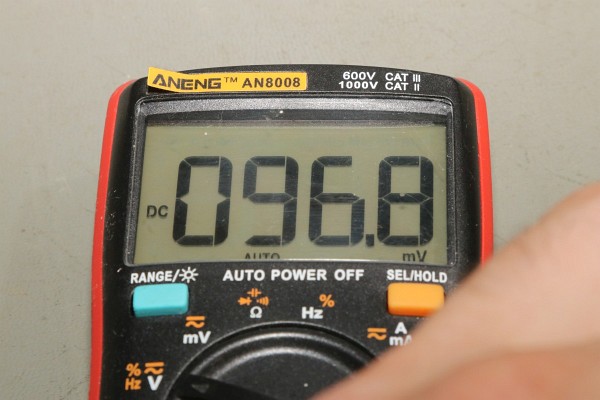 ANENG™ AN8008
600V CAT III
1000V CAT II
DC 096.8
AUTO mV
RANGE/ AUTO POWER OFF SEL/HOLD
mV Ω Hz % A
mA
% Hz V